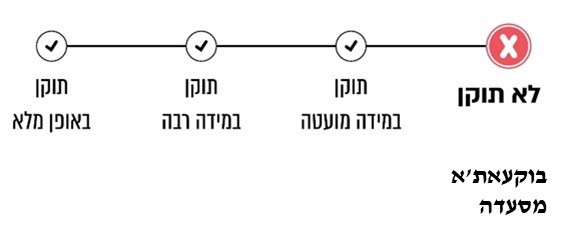 לא תוקן
תוקן
במידה מועטה
תוקן
במידה רבה
תוקן
באופן מלא
בוקעאת'א
מסעדה